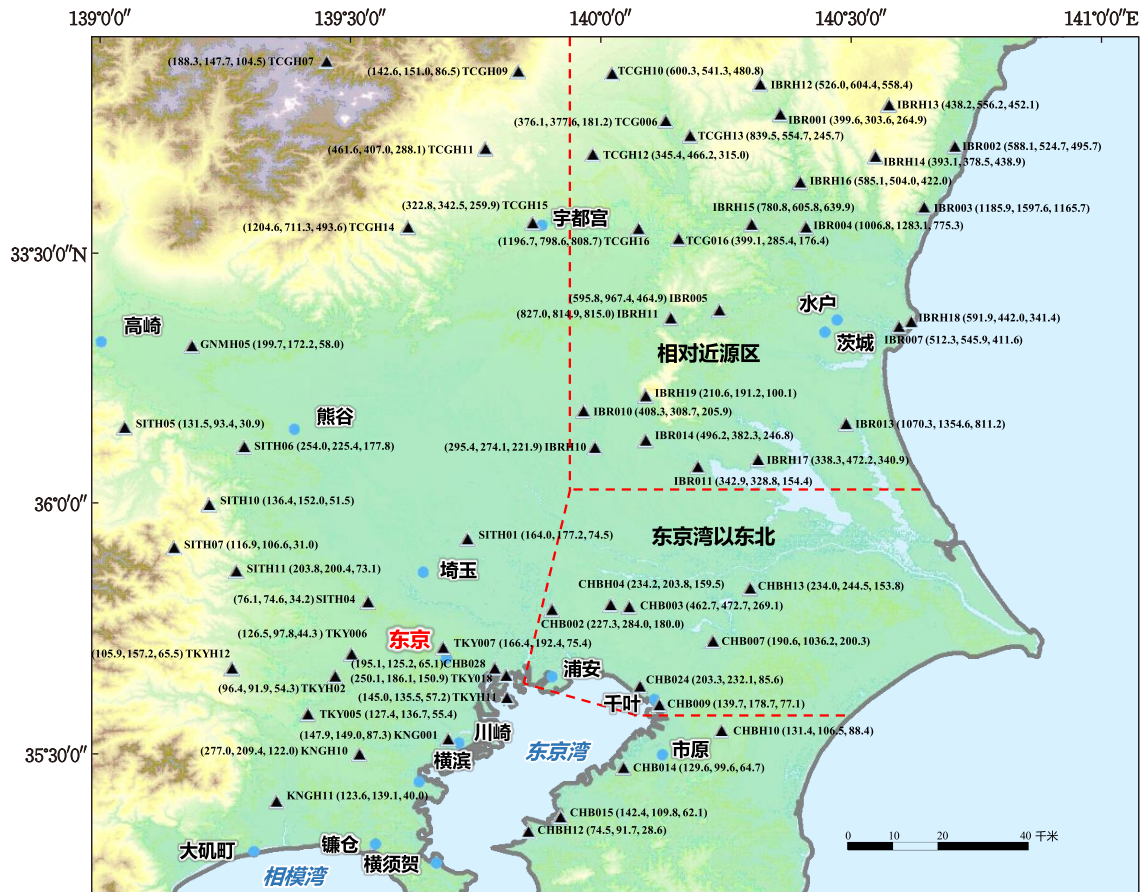 139°0′0″
139°30′0″
140°0′0″
140°30′0″
141°0′0″E
(188.3, 147.7, 104.5) TCGH07
(142.6, 151.0, 86.5) TCGH09
TCGH10 (600.3, 541.3, 480.8)
IBRH12 (526.0, 604.4, 558.4)
IBRH13 (438.2, 556.2, 452.1)
IBR001 (399.6, 303.6, 264.9)
(376.1, 377.6, 181.2) TCG006
TCGH13 (839.5, 554.7, 245.7)
(461.6, 407.0, 288.1) TCGH11
TCGH12 (345.4, 466.2, 315.0)
IBR002 (588.1, 524.7, 495.7)
IBRH14 (393.1, 378.5, 438.9)
IBRH16 (585.1, 504.0, 422.0)
(322.8, 342.5, 259.9) TCGH15
IBRH15 (780.8, 605.8, 639.9)
IBR003 (1185.9, 1597.6, 1165.7)
宇都宫
(1204.6, 711.3, 493.6) TCGH14
IBR004 (1006.8, 1283.1, 775.3)
(1196.7, 798.6, 808.7) TCGH16
TCG016 (399.1, 285.4, 176.4)
33°30′0″N
(595.8, 967.4, 464.9) IBR005
水户
(827.0, 814.9, 815.0) IBRH11
IBRH18 (591.9, 442.0, 341.4)
高崎
茨城
IBR007 (512.3, 545.9, 411.6)
GNMH05 (199.7, 172.2, 58.0)
相对近源区
IBRH19 (210.6, 191.2, 100.1)
IBR010 (408.3, 308.7, 205.9)
熊谷
SITH05 (131.5, 93.4, 30.9)
IBR013 (1070.3, 1354.6, 811.2)
IBR014 (496.2, 382.3, 246.8)
SITH06 (254.0, 225.4, 177.8)
(295.4, 274.1, 221.9) IBRH10
IBRH17 (338.3, 472.2, 340.9)
IBR011 (342.9, 328.8, 154.4)
36°0′0″
SITH10 (136.4, 152.0, 51.5)
SITH01 (164.0, 177.2, 74.5)
东京湾以东北
SITH07 (116.9, 106.6, 31.0)
SITH11 (203.8, 200.4, 73.1)
埼玉
CHBH04 (234.2, 203.8, 159.5)
CHBH13 (234.0, 244.5, 153.8)
(76.1, 74.6, 34.2) SITH04
CHB003 (462.7, 472.7, 269.1)
CHB002 (227.3, 284.0, 180.0)
(126.5, 97.8,44.3) TKY006
东京
TKY007 (166.4, 192.4, 75.4)
CHB007 (190.6, 1036.2, 200.3)
(105.9, 157.2, 65.5) TKYH12
(195.1, 125.2, 65.1)CHB028
浦安
(250.1, 186.1, 150.9) TKY018
(96.4, 91.9, 54.3) TKYH02
CHB024 (203.3, 232.1, 85.6)
(145.0, 135.5, 57.2) TKYH11
千叶
CHB009 (139.7, 178.7, 77.1)
TKY005 (127.4, 136.7, 55.4)
(147.9, 149.0, 87.3) KNG001
川崎
CHBH10 (131.4, 106.5, 88.4)
35°30′0″
(277.0, 209.4, 122.0) KNGH10
横滨
东京湾
市原
CHB014 (129.6, 99.6, 64.7)
KNGH11 (123.6, 139.1, 40.0)
CHB015 (142.4, 109.8, 62.1)
CHBH12 (74.5, 91.7, 28.6)
0 10 20 40 千米
大矶町
镰仓
横须贺
相模湾